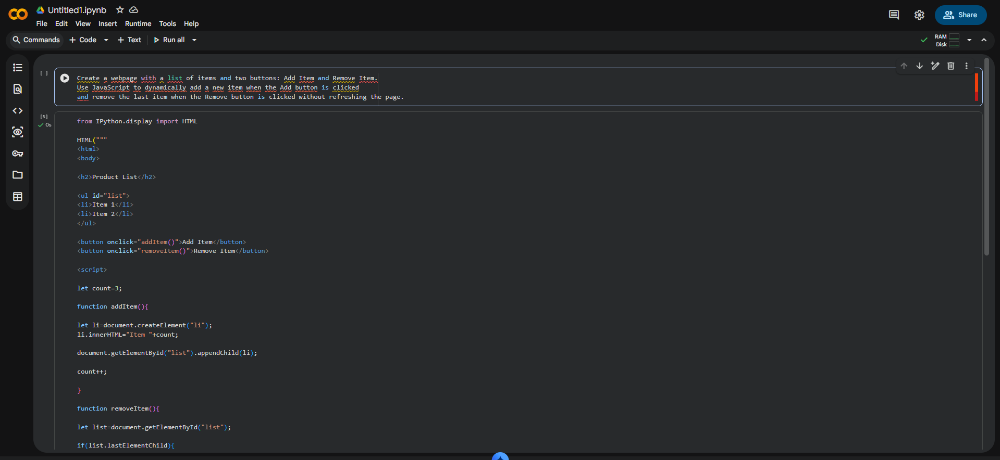 Untitled1.ipynb
File Edit View Insert Runtime Tools Help
Share
Commands + Code + Text Run all
RAM
Disk
[ ]
Create a webpage with a list of items and two buttons: Add Item and Remove Item.
Use JavaScript to dynamically add a new item when the Add button is clicked
and remove the last item when the Remove button is clicked without refreshing the page.
[5]
0s
from IPython.display import HTML
HTML("""
<html>
<body>
<h2>Product List</h2>
<ul id="list">
<li>Item 1</li>
<li>Item 2</li>
</ul>
<button onclick="addItem()">Add Item</button>
<button onclick="removeItem()">Remove Item</button>
<script>
let count=3;
function addItem(){
let li=document.createElement("li");
li.innerHTML="Item "+count;
document.getElementById("list").appendChild(li);
count++;
}
function removeItem(){
let list=document.getElementById("list");
if(list.lastElementChild){